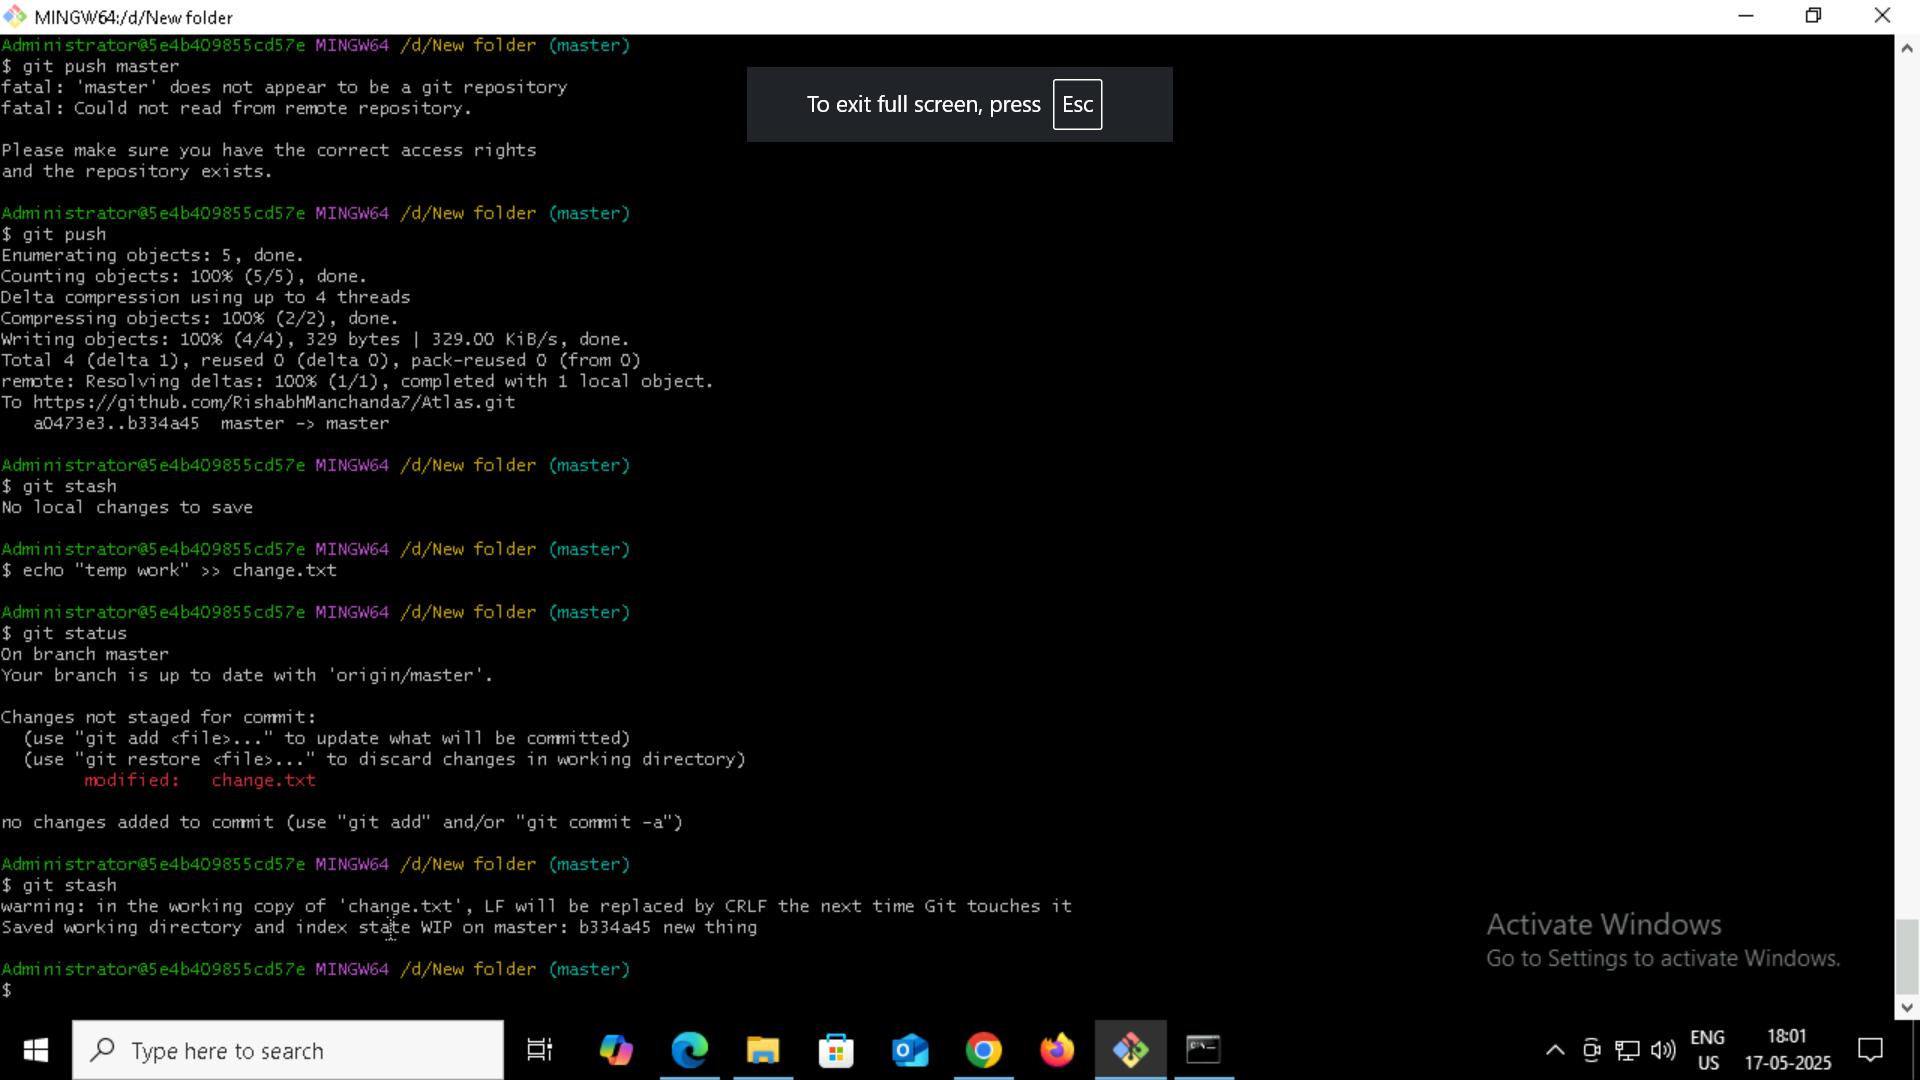 MINGW64:/d/New folder
Administrator@5e4b409855cd57e MINGW64 /d/New folder (master)
$ git push master
fatal: 'master' does not appear to be a git repository
fatal: Could not read from remote repository.
Please make sure you have the correct access rights
and the repository exists.
To exit full screen, press Esc
Administrator@5e4b409855cd57e MINGW64 /d/New folder (master)
$ git push
Enumerating objects: 5, done.
Counting objects: 100% (5/5), done.
Delta compression using up to 4 threads
Compressing objects: 100% (2/2), done.
Writing objects: 100% (4/4), 329 bytes | 329.00 KiB/s, done.
Total 4 (delta 1), reused 0 (delta 0), pack-reused 0 (from 0)
remote: Resolving deltas: 100% (1/1), completed with 1 local object.
To https://github.com/RishabhManchanda7/Atlas.git
   a0473e3..b334a45  master -> master
Administrator@5e4b409855cd57e MINGW64 /d/New folder (master)
$ git stash
No local changes to save
Administrator@5e4b409855cd57e MINGW64 /d/New folder (master)
$ echo "temp work" >> change.txt
Administrator@5e4b409855cd57e MINGW64 /d/New folder (master)
$ git status
On branch master
Your branch is up to date with 'origin/master'.
Changes not staged for commit:
  (use "git add <file>..." to update what will be committed)
  (use "git restore <file>..." to discard changes in working directory)
        modified:   change.txt
no changes added to commit (use "git add" and/or "git commit -a")
Administrator@5e4b409855cd57e MINGW64 /d/New folder (master)
$ git stash
warning: in the working copy of 'change.txt', LF will be replaced by CRLF the next time Git touches it
Saved working directory and index state WIP on master: b334a45 new thing
Administrator@5e4b409855cd57e MINGW64 /d/New folder (master)
$
Activate Windows
Go to Settings to activate Windows.
Type here to search
ENG
US
18:01
17-05-2025